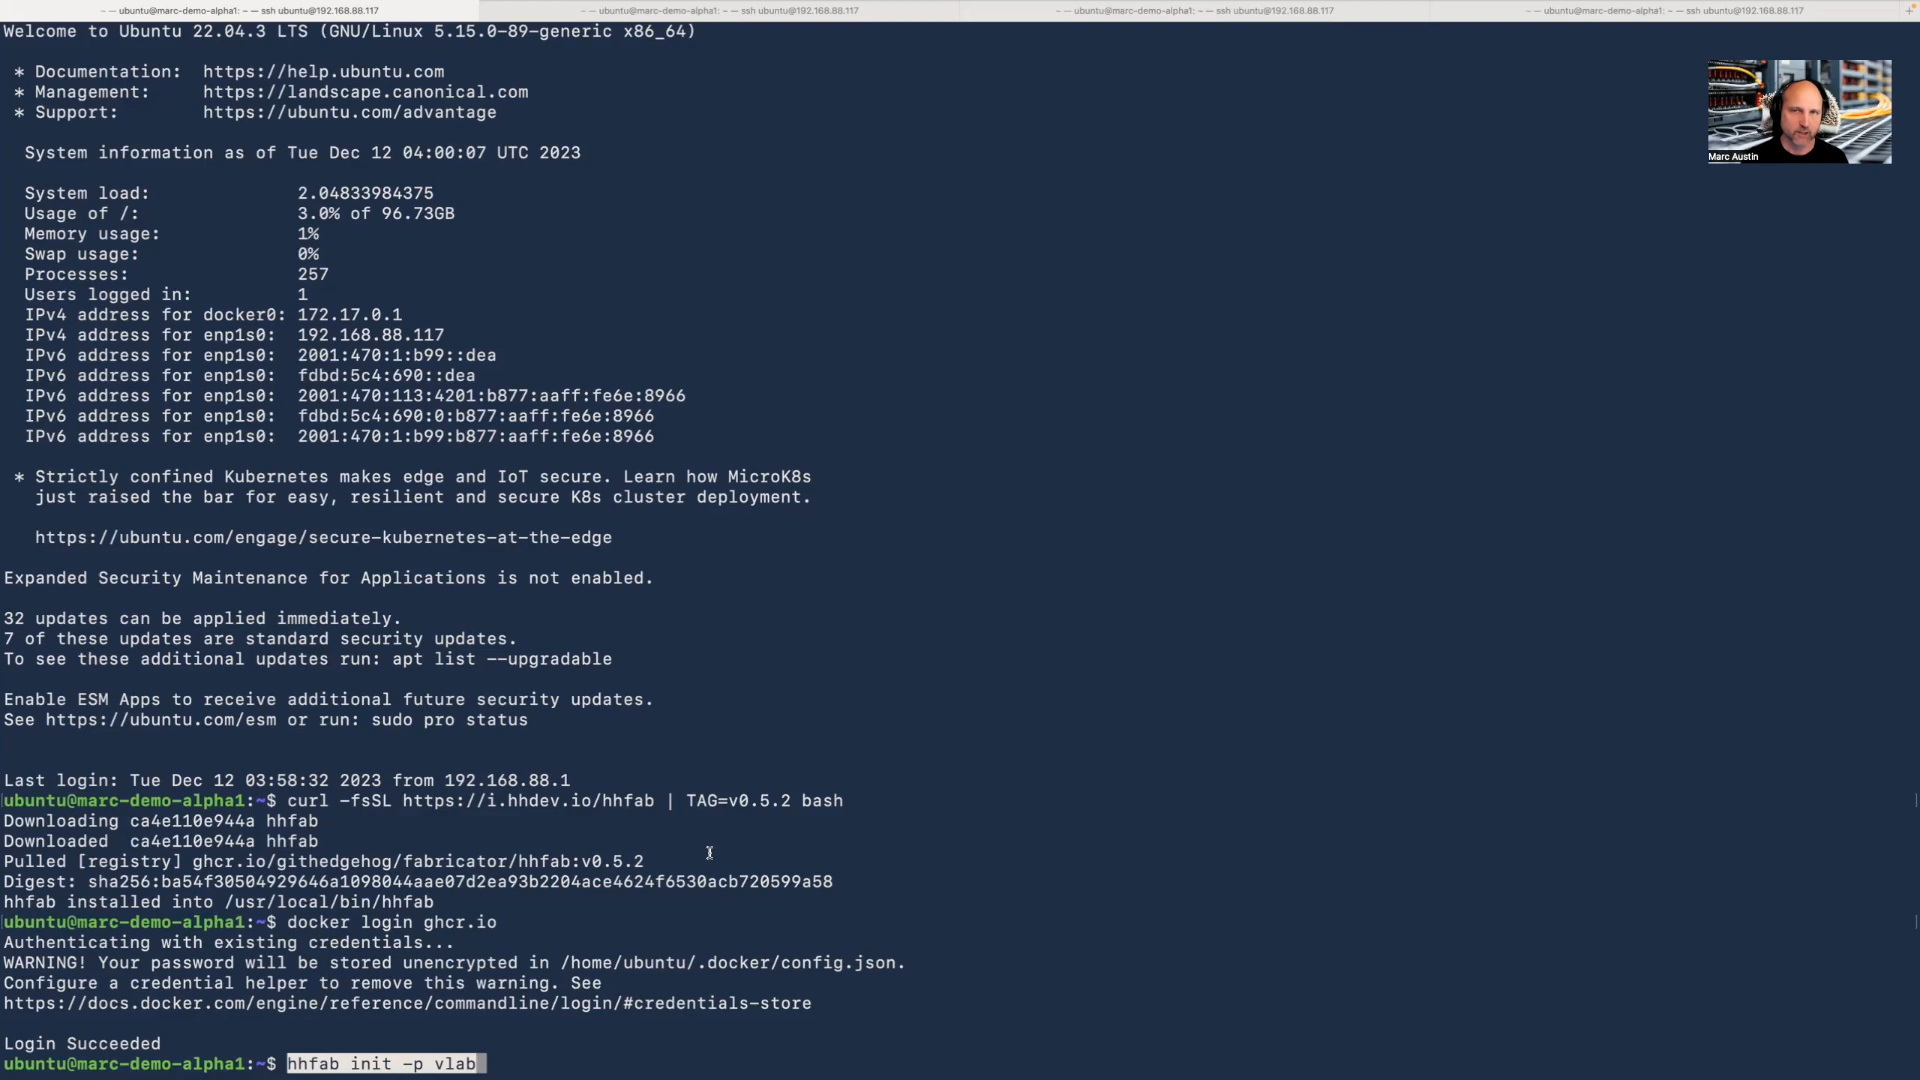 ~ — ubuntu@marc-demo-alpha1: ~ — ssh ubuntu@192.168.88.117
~ — ubuntu@marc-demo-alpha1: ~ — ssh ubuntu@192.168.88.117
~ — ubuntu@marc-demo-alpha1: ~ — ssh ubuntu@192.168.88.117
~ — ubuntu@marc-demo-alpha1: ~ — ssh ubuntu@192.168.88.117
Welcome to Ubuntu 22.04.3 LTS (GNU/Linux 5.15.0-89-generic x86_64)
* Documentation:  https://help.ubuntu.com
* Management:     https://landscape.canonical.com
* Support:        https://ubuntu.com/advantage
Marc Austin
System information as of Tue Dec 12 04:00:07 UTC 2023
System load:              2.04833984375
Usage of /:               3.0% of 96.73GB
Memory usage:             1%
Swap usage:               0%
Processes:                257
Users logged in:          1
IPv4 address for docker0: 172.17.0.1
IPv4 address for enp1s0:  192.168.88.117
IPv6 address for enp1s0:  2001:470:1:b99::dea
IPv6 address for enp1s0:  fdbd:5c4:690::dea
IPv6 address for enp1s0:  2001:470:113:4201:b877:aaff:fe6e:8966
IPv6 address for enp1s0:  fdbd:5c4:690:0:b877:aaff:fe6e:8966
IPv6 address for enp1s0:  2001:470:1:b99:b877:aaff:fe6e:8966
* Strictly confined Kubernetes makes edge and IoT secure. Learn how MicroK8s
just raised the bar for easy, resilient and secure K8s cluster deployment.
https://ubuntu.com/engage/secure-kubernetes-at-the-edge
Expanded Security Maintenance for Applications is not enabled.
32 updates can be applied immediately.
7 of these updates are standard security updates.
To see these additional updates run: apt list --upgradable
Enable ESM Apps to receive additional future security updates.
See https://ubuntu.com/esm or run: sudo pro status
Last login: Tue Dec 12 03:58:32 2023 from 192.168.88.1
ubuntu@marc-demo-alpha1:~$ curl -fsSL https://i.hhdev.io/hhfab | TAG=v0.5.2 bash
Downloading ca4e110e944a hhfab
Downloaded  ca4e110e944a hhfab
Pulled [registry] ghcr.io/githedgehog/fabricator/hhfab:v0.5.2
Digest: sha256:ba54f30504929646a1098044aae07d2ea93b2204ace4624f6530acb720599a58
hhfab installed into /usr/local/bin/hhfab
ubuntu@marc-demo-alpha1:~$ docker login ghcr.io
Authenticating with existing credentials...
WARNING! Your password will be stored unencrypted in /home/ubuntu/.docker/config.json.
Configure a credential helper to remove this warning. See
https://docs.docker.com/engine/reference/commandline/login/#credentials-store
Login Succeeded
ubuntu@marc-demo-alpha1:~$ hhfab init -p vlab